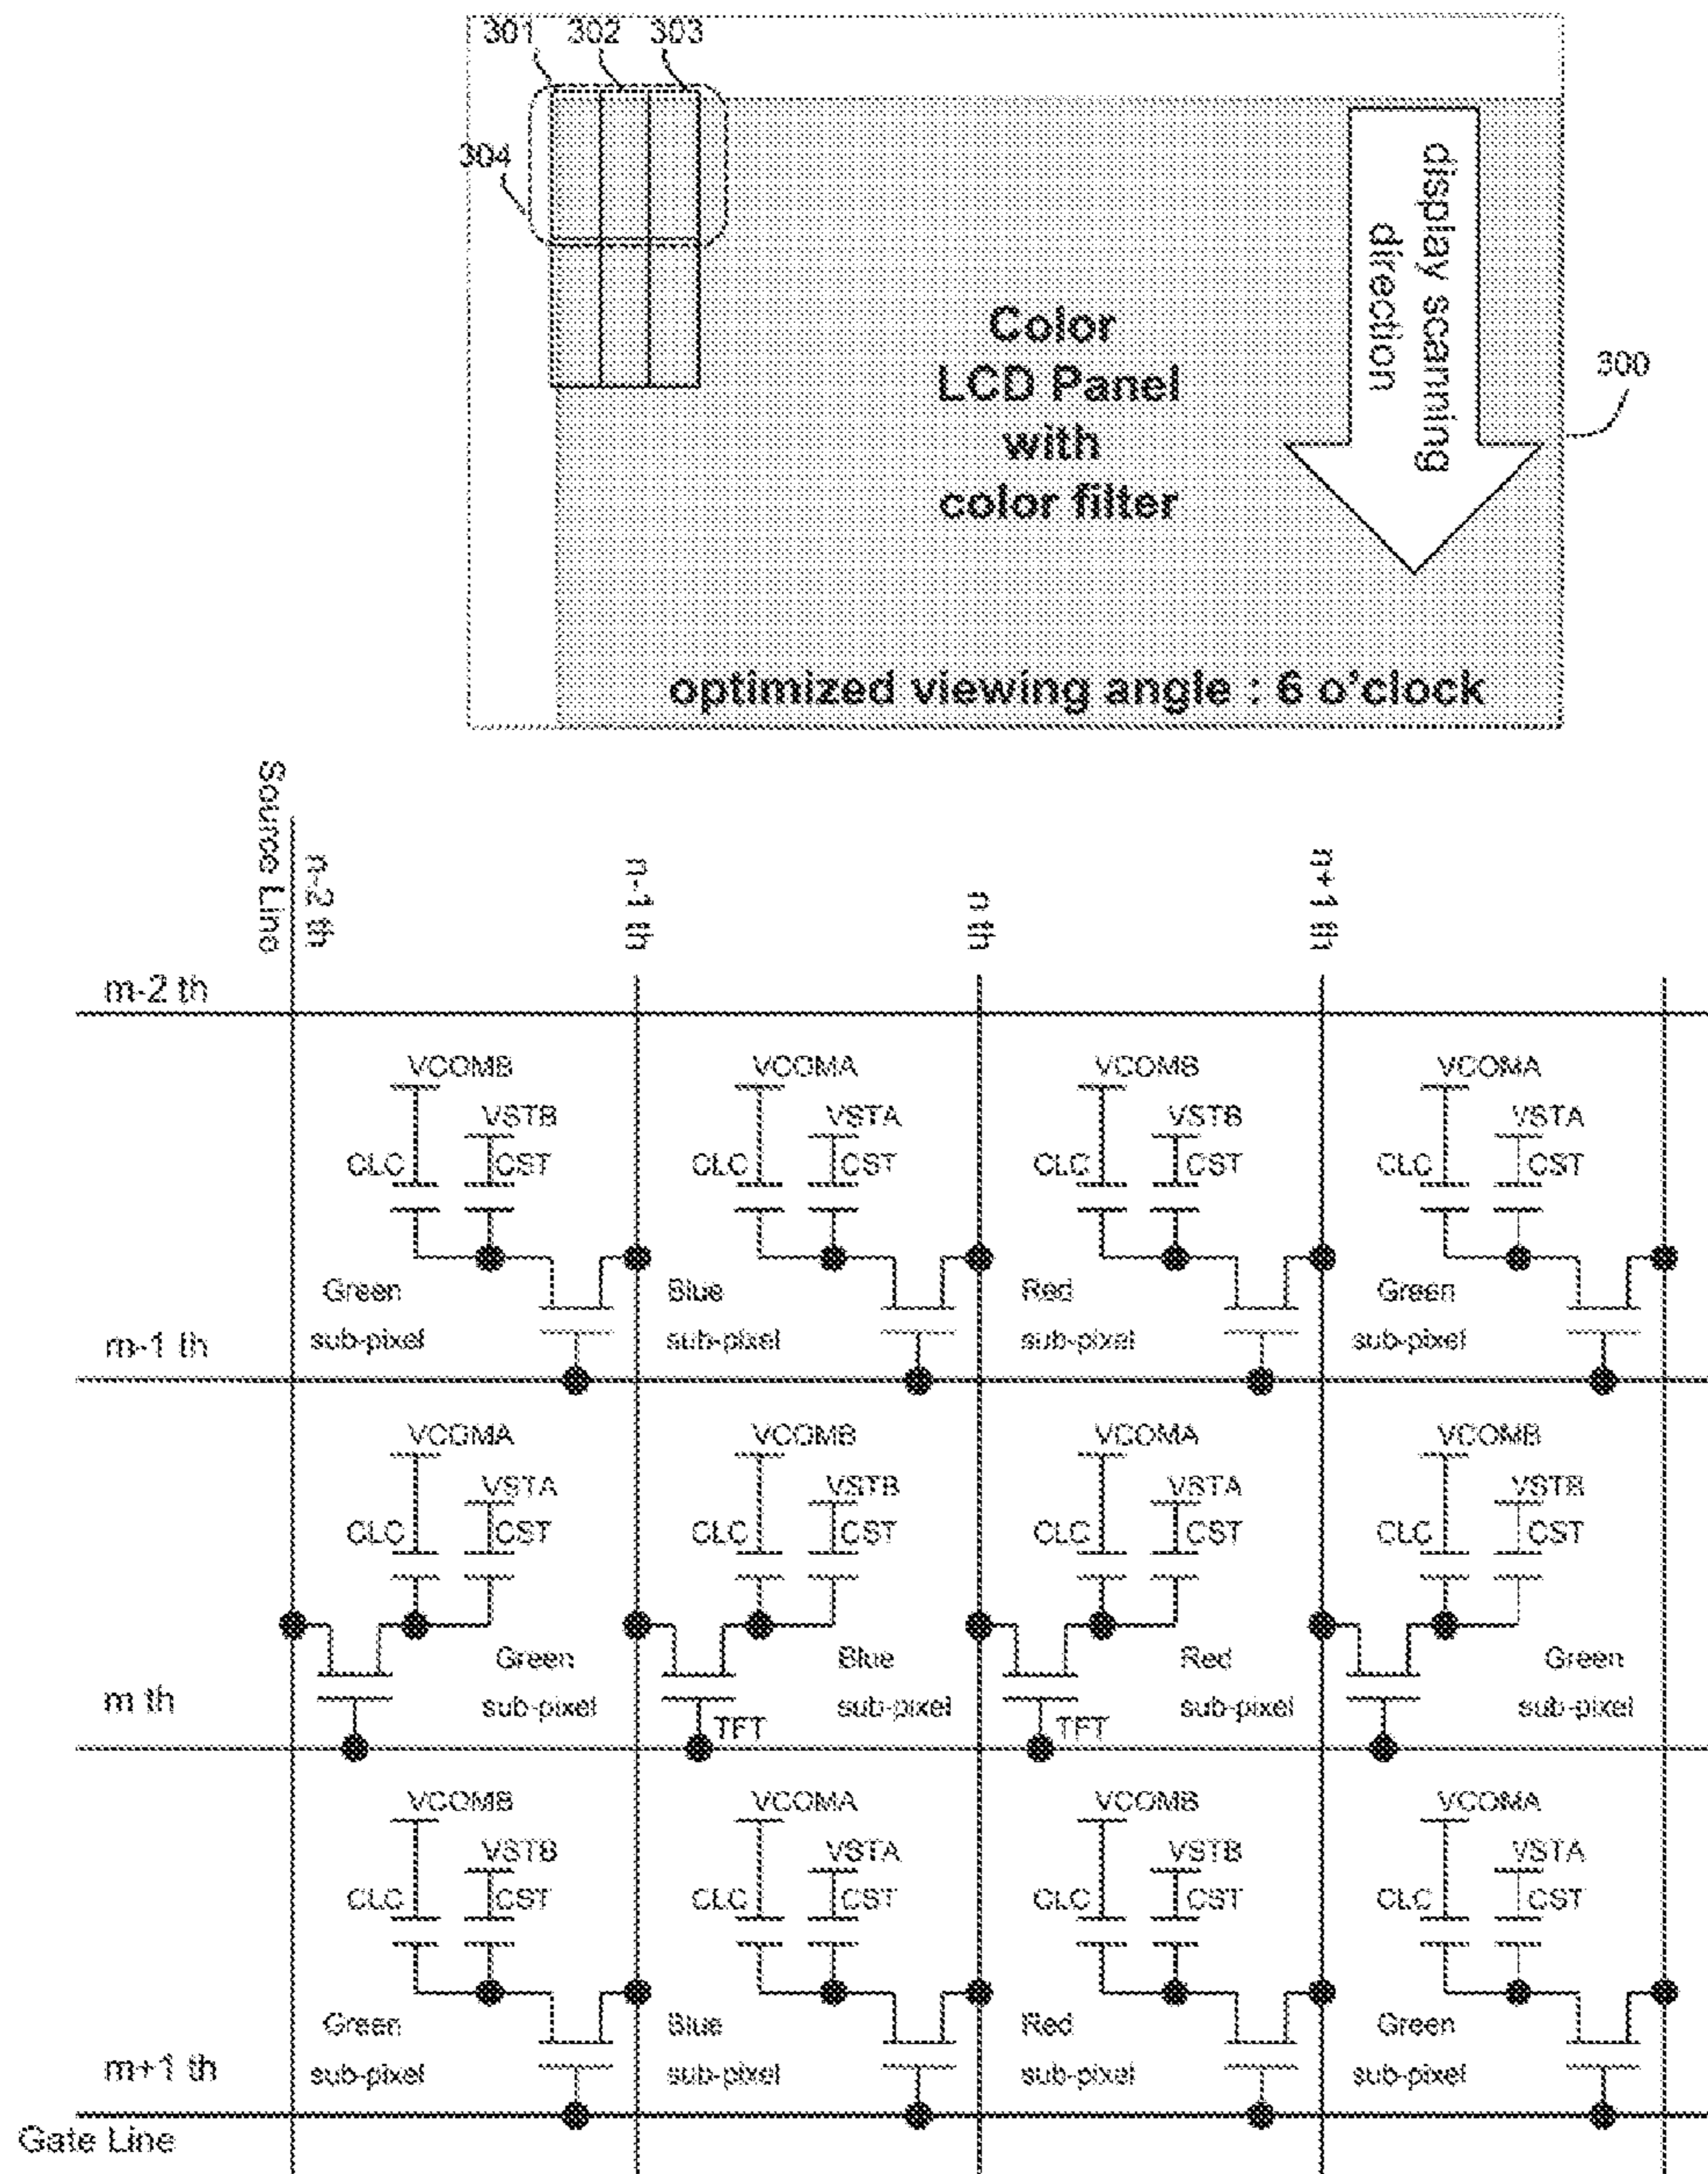 301 302 303
304
display scanning
direction
Color
LCD Panel
with
color filter
300
optimized viewing angle : 6 o'clock
Source Line
n-2 th
n-1 th
n th
n+1 th
m-2 th
VCOMB VCOMA VCOMB VCOMA
VSTB VSTA VSTB VSTA
CLC CST CLC CST CLC CST CLC CST
Green Blue Red Green
sub-pixel sub-pixel sub-pixel sub-pixel
m-1 th
VCOMA VCOMB VCOMA VCOMB
VSTA VSTB VSTA VSTB
CLC CST CLC CST CLC CST CLC CST
Green Blue Red Green
sub-pixel sub-pixel sub-pixel sub-pixel
m th
TFT TFT
VCOMB VCOMA VCOMB VCOMA
VSTB VSTA VSTB VSTA
CLC CST CLC CST CLC CST CLC CST
Green Blue Red Green
sub-pixel sub-pixel sub-pixel sub-pixel
m+1 th
Gate Line